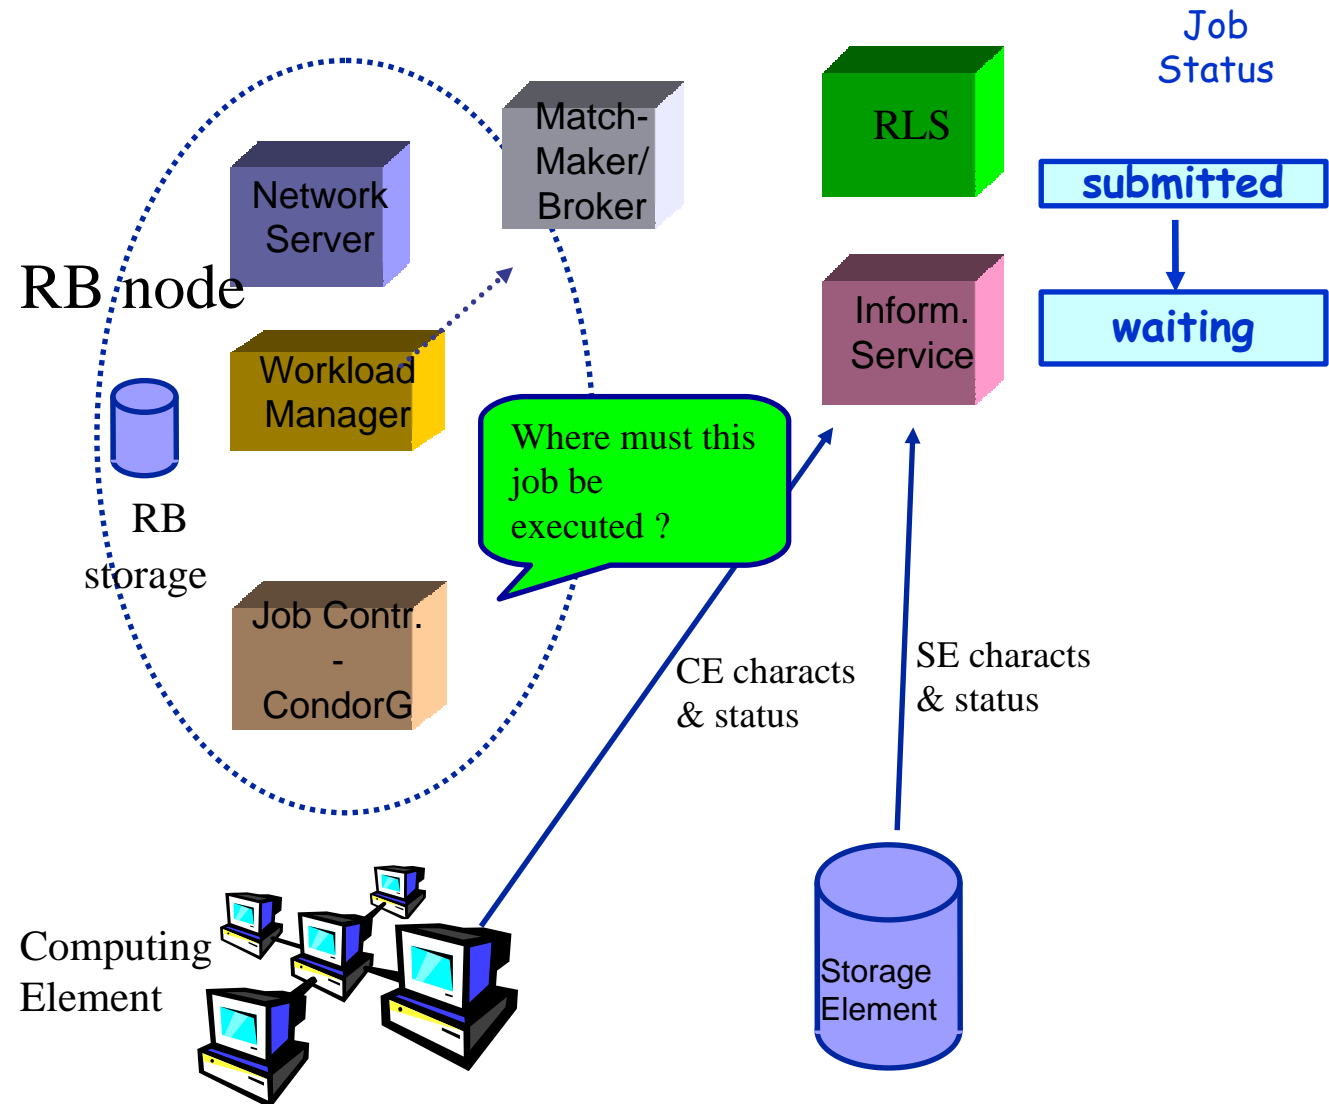 Job
Status
Match-
Maker/
Broker
RLS
Network
Server
submitted
RB node
Inform.
Service
waiting
Workload
Manager
Where must this
job be
executed ?
RB
storage
Job Contr.
-
CondorG
CE characts
& status
SE characts
& status
Computing
Element
Storage
Element